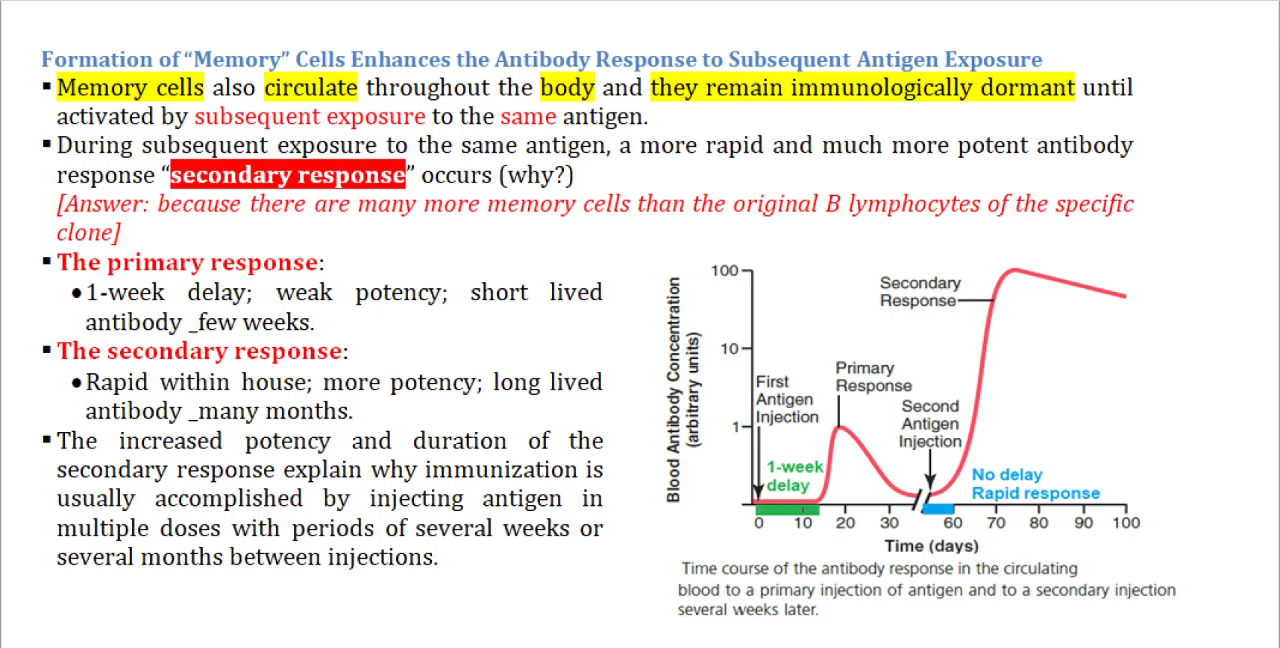 Formation of “Memory” Cells Enhances the Antibody Response to Subsequent Antigen Exposure
▪ Memory cells also circulate throughout the body and they remain immunologically dormant until
activated by subsequent exposure to the same antigen.
▪ During subsequent exposure to the same antigen, a more rapid and much more potent antibody
response “secondary response” occurs (why?)
[Answer: because there are many more memory cells than the original B lymphocytes of the specific
clone]
▪ The primary response:
• 1-week delay; weak potency; short lived
antibody _few weeks.
▪ The secondary response:
• Rapid within house; more potency; long lived
antibody _many months.
▪ The increased potency and duration of the
secondary response explain why immunization is
usually accomplished by injecting antigen in
multiple doses with periods of several weeks or
several months between injections.
Blood Antibody Concentration
(arbitrary units)
100
10
1
Secondary
Response
Primary
Response
First
Antigen
Injection
Second
Antigen
Injection
1-week
delay
No delay
Rapid response
0 10 20 30 60 70 80 90 100
Time (days)
Time course of the antibody response in the circulating
blood to a primary injection of antigen and to a secondary injection
several weeks later.